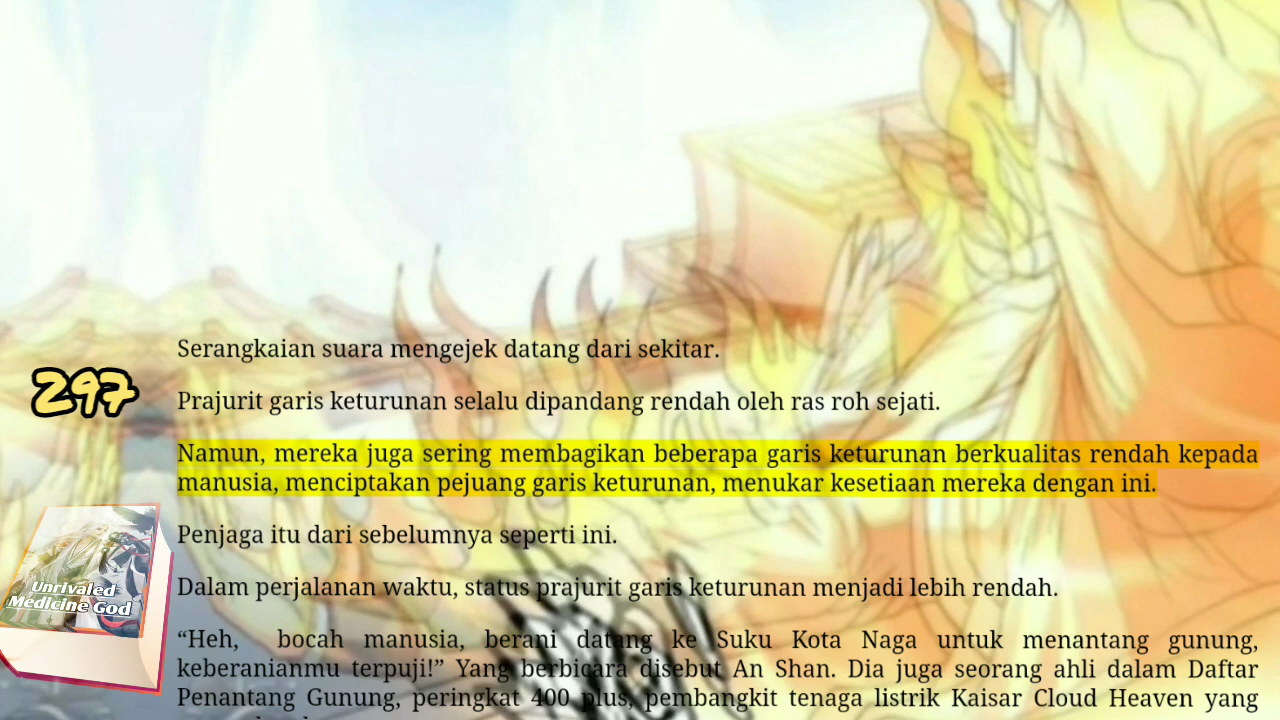 Serangkaian suara mengejek datang dari sekitar.
297
Prajurit garis keturunan selalu dipandang rendah oleh ras roh sejati.
Namun, mereka juga sering membagikan beberapa garis keturunan berkualitas rendah kepada
manusia, menciptakan pejuang garis keturunan, menukar kesetiaan mereka dengan ini.
Penjaga itu dari sebelumnya seperti ini.
Unrivaled
Medicine God
Dalam perjalanan waktu, status prajurit garis keturunan menjadi lebih rendah.
“Heh, bocah manusia, berani datang ke Suku Kota Naga untuk menantang gunung,
keberanianmu terpuji!” Yang berbicara disebut An Shan. Dia juga seorang ahli dalam Daftar
Penantang Gunung, peringkat 400 plus, pembangkit tenaga listrik Kaisar Cloud Heaven yang